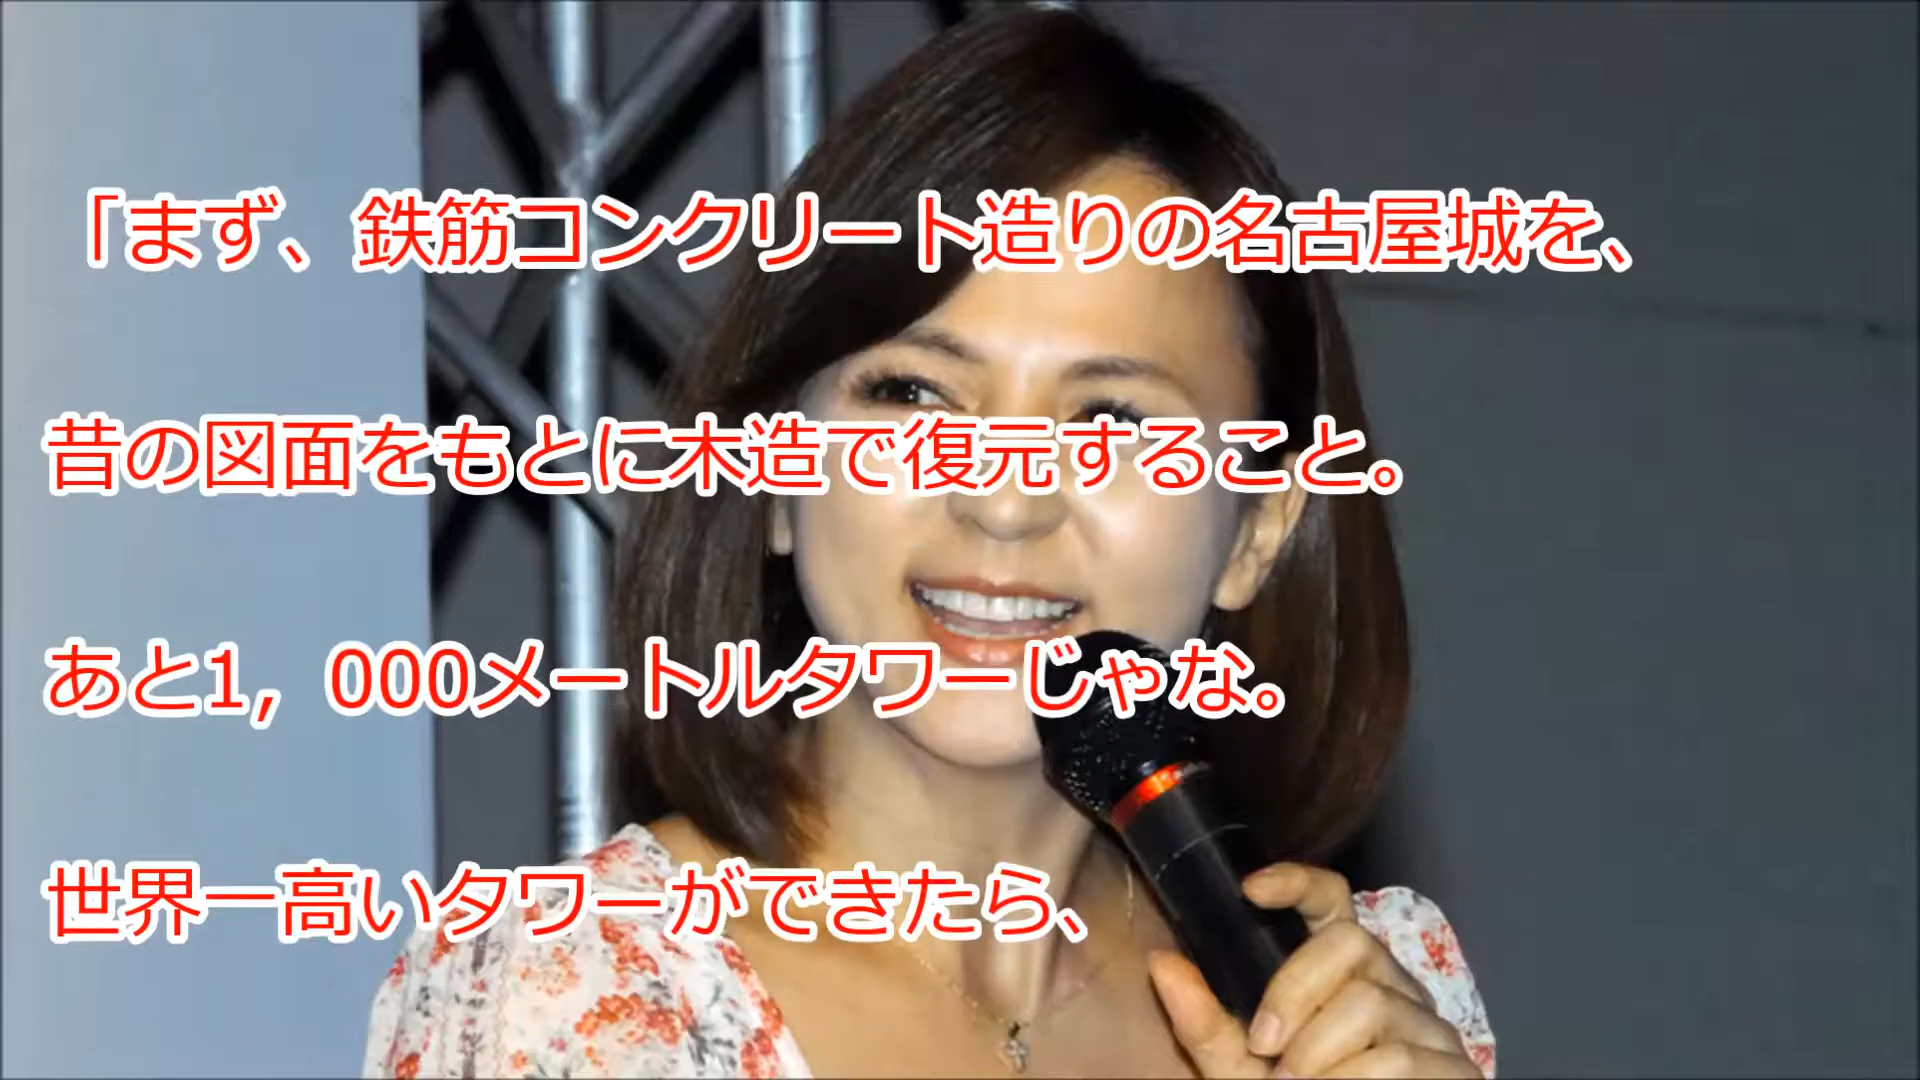 「まず、鉄筋コンクリート造りの名古屋城を、
昔の図面をもとに木造で復元すること。
あと1，000メートルタワーじゃな。
世界一高いタワーができたら、